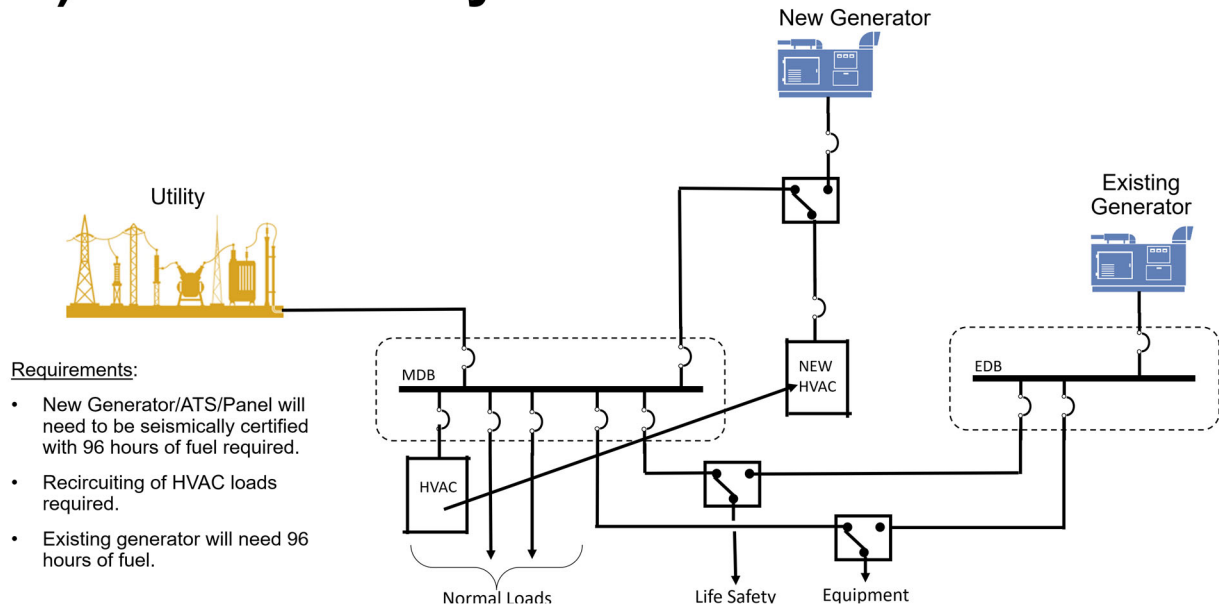 New Generator
Utility
Existing
Generator
MDB
NEW
HVAC
EDB
Requirements:
• New Generator/ATS/Panel will
need to be seismically certified
with 96 hours of fuel required.
• Recircuiting of HVAC loads
required.
• Existing generator will need 96
hours of fuel.
HVAC
Normal Loads
Life Safety
Equipment